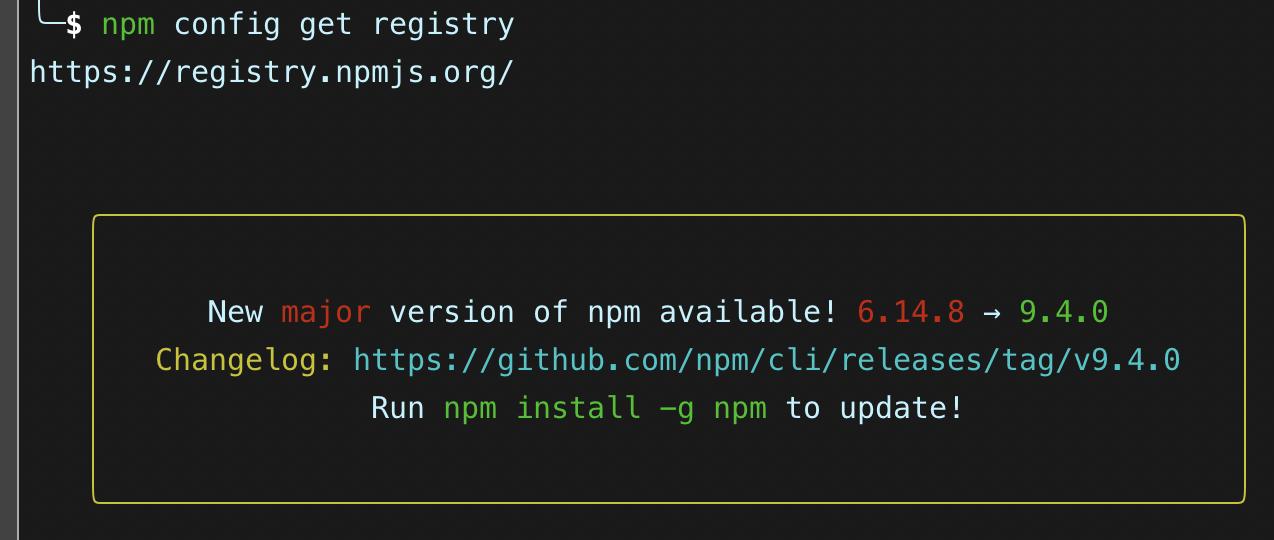 $ npm config get registry
https://registry.npmjs.org/
New major version of npm available! 6.14.8 → 9.4.0
Changelog: https://github.com/npm/cli/releases/tag/v9.4.0
Run npm install -g npm to update!